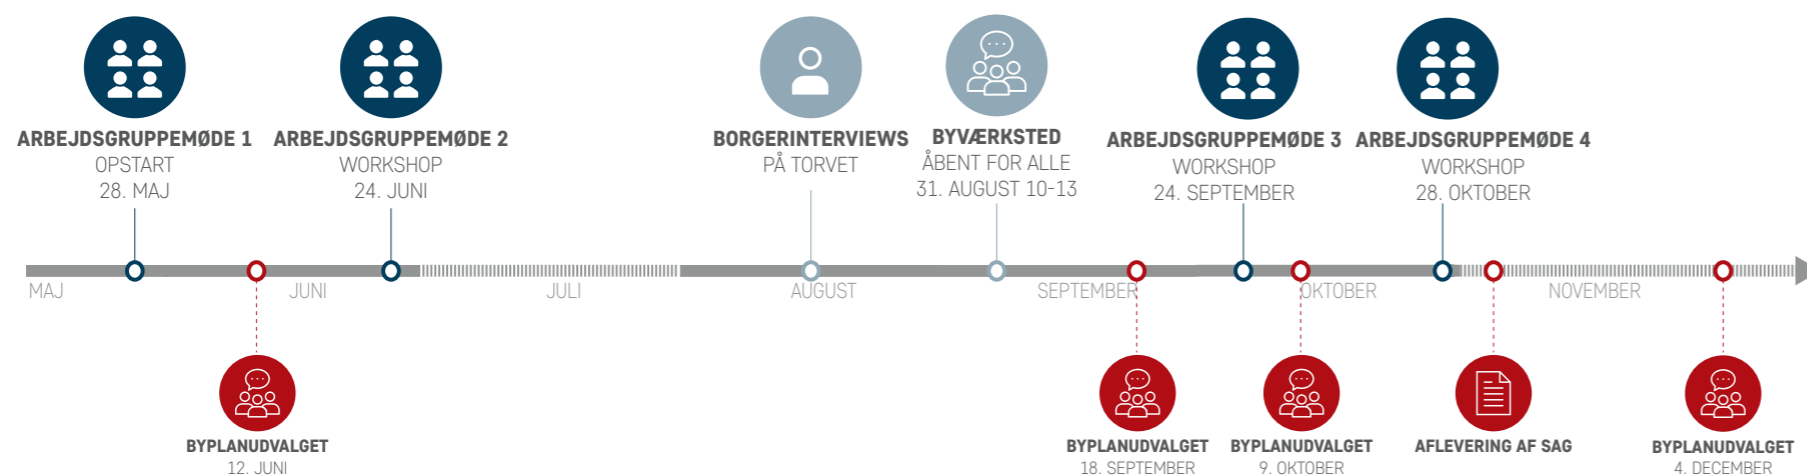 ARBEJDSGRUPPEMØDE 1
OPSTART
28. MAJ
ARBEJDSGRUPPEMØDE 2
WORKSHOP
24. JUNI
BORGERINTERVIEWS
PÅ TORVET
BYVÆRKSTED
ÅBENT FOR ALLE
31. AUGUST 10-13
ARBEJDSGRUPPEMØDE 3
WORKSHOP
24. SEPTEMBER
ARBEJDSGRUPPEMØDE 4
WORKSHOP
28. OKTOBER
MAJ
JUNI
JULI
AUGUST
SEPTEMBER
OKTOBER
NOVEMBER
BYPLANUDVALGET
12. JUNI
BYPLANUDVALGET
18. SEPTEMBER
BYPLANUDVALGET
9. OKTOBER
AFLEVERING AF SAG
BYPLANUDVALGET
4. DECEMBER